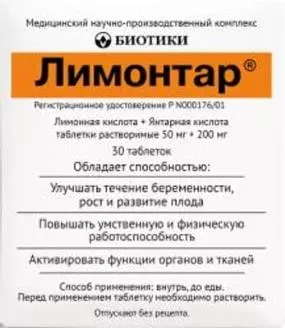 Медицинский научно-производственный комплекс
БИОТИКИ
Лимонтар®
Регистрационное удостоверение Р N000176/01
Лимонная кислота + Янтарная кислота
таблетки растворимые 50 мг + 200 мг
30 таблеток
Обладает способностью:
Улучшать течение беременности,
рост и развитие плода
Повышать умственную и физическую
работоспособность
Активировать функции органов и тканей
Способ применения: внутрь, до еды.
Перед применением таблетку необходимо растворить.
Отпускают без рецепта.